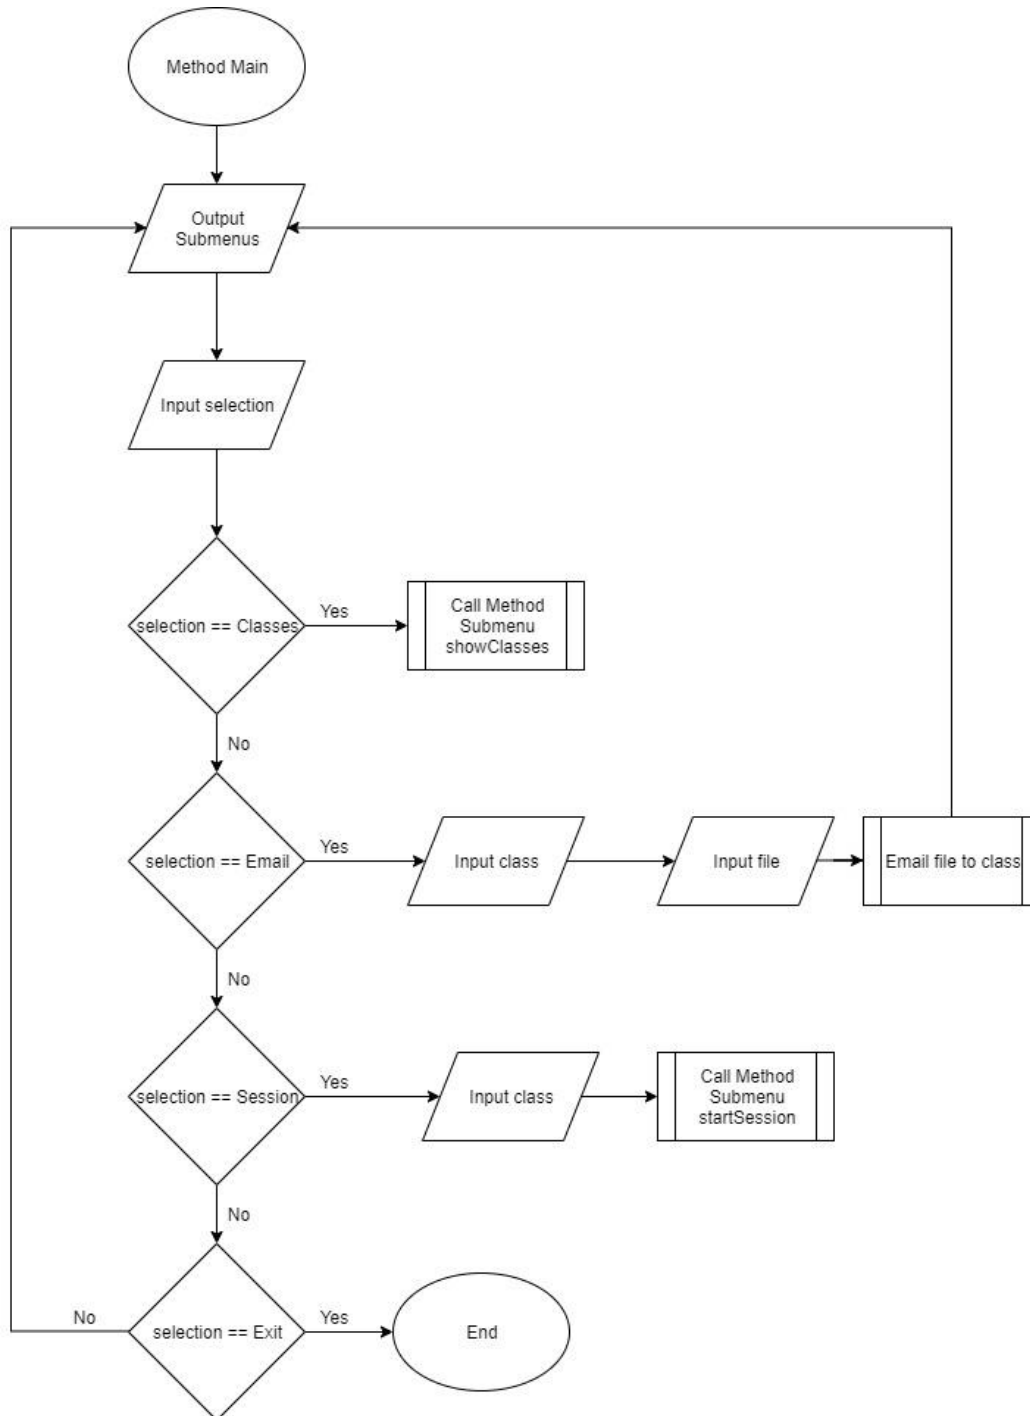 Method Main
Output
Submenus
Input selection
selection == Classes
Yes
Call Method
Submenu
showClasses
No
selection == Email
Yes
Input class
Input file
Email file to class
No
selection == Session
Yes
Input class
Call Method
Submenu
startSession
No
No
selection == Exit
Yes
End